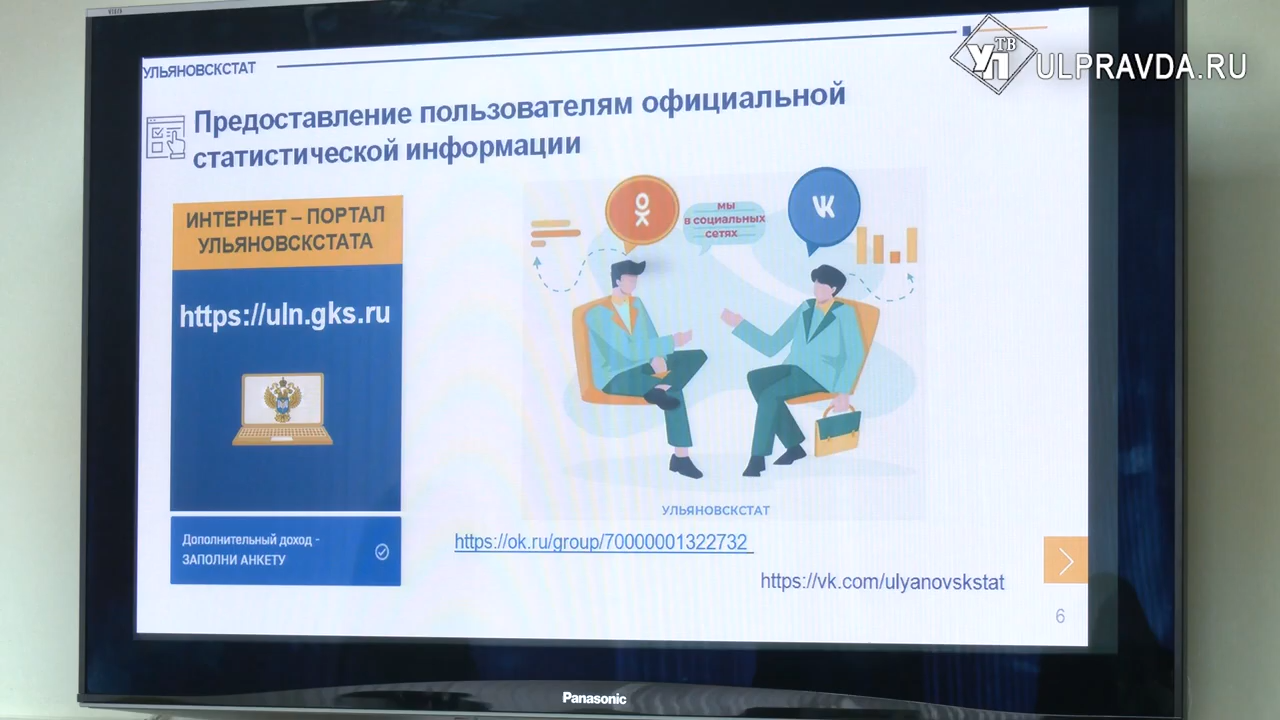 УЛЬЯНОВСКСТАТ
УП ТВ
ULPRAVDA.RU
Предоставление пользователям официальной
статистической информации
ИНТЕРНЕТ – ПОРТАЛ
УЛЬЯНОВСКСТАТА
https://uln.gks.ru
Дополнительный доход -
ЗАПОЛНИ АНКЕТУ
мы
в социальных
сетях
УЛЬЯНОВСКСТАТ
https://ok.ru/group/70000001322732
https://vk.com/ulyanovskstat
6
Panasonic